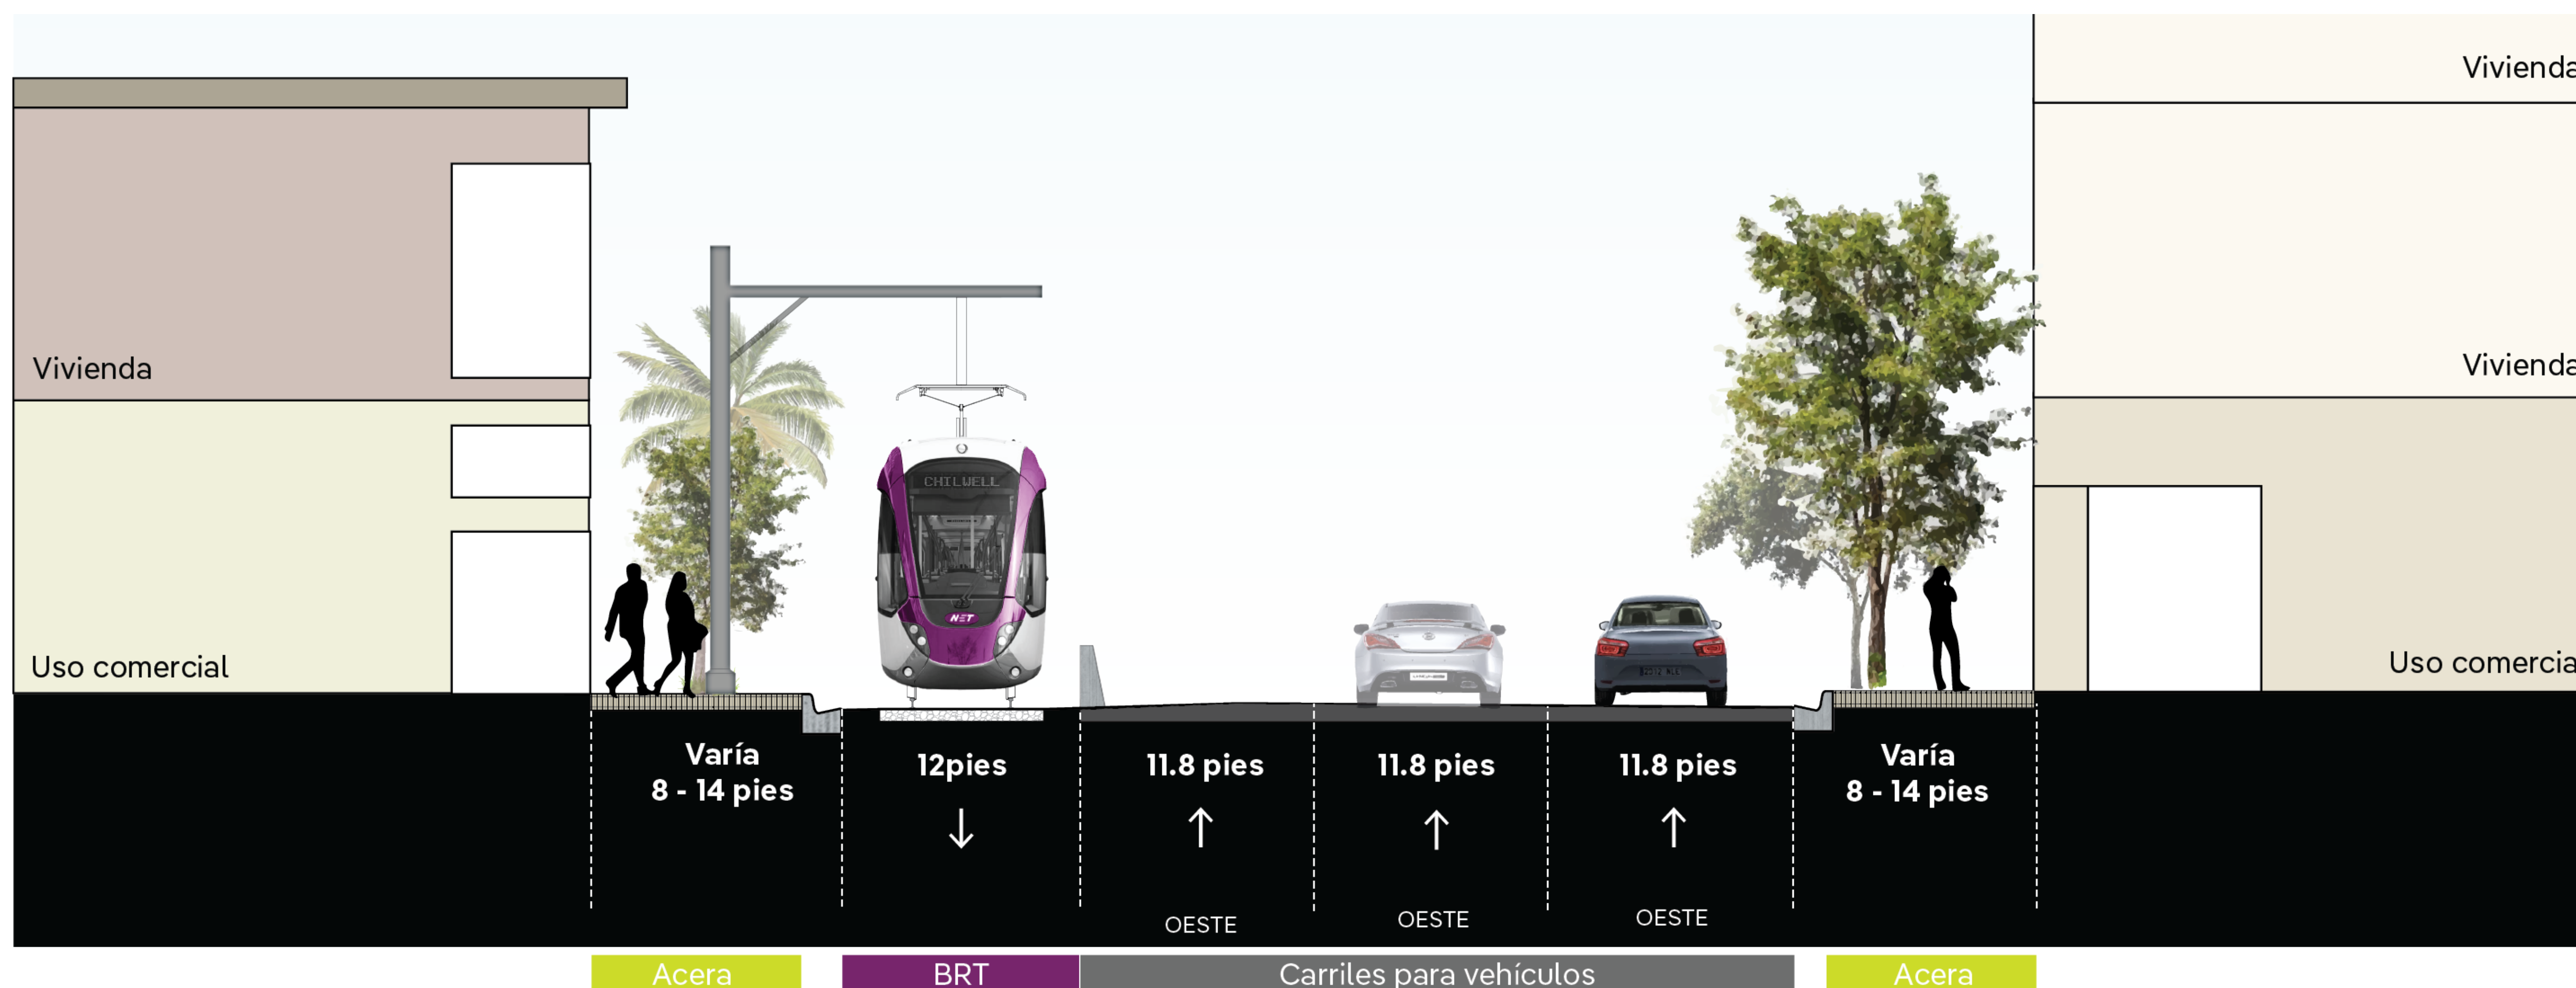 Vivienda
Vivienda
Vivienda
CHILWELL
NET
Uso comercial
Uso comercia
Varía
8 - 14 pies
12pies
11.8 pies
11.8 pies
11.8 pies
Varía
8 - 14 pies
↓
↑
↑
↑
OESTE
OESTE
OESTE
Acera
BRT
Carriles para vehículos
Acera